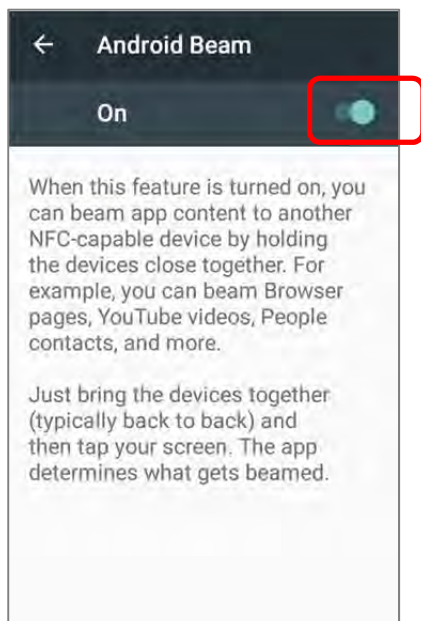 Android Beam
On
When this feature is turned on, you
can beam app content to another
NFC-capable device by holding
the devices close together. For
example, you can beam Browser
pages, YouTube videos, People
contacts, and more.
Just bring the devices together
(typically back to back) and
then tap your screen. The app
determines what gets beamed.